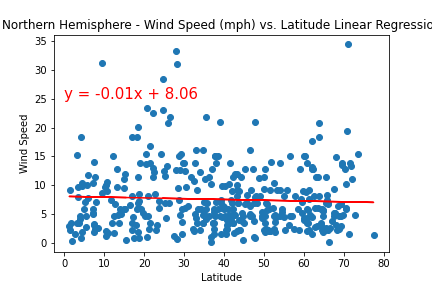 Northern Hemisphere - Wind Speed (mph) vs. Latitude Linear Regressio
35
30
y = -0.01x + 8.06
25
20
15
10
5
0
Wind Speed
0 10 20 30 40 50 60 70 80
Latitude